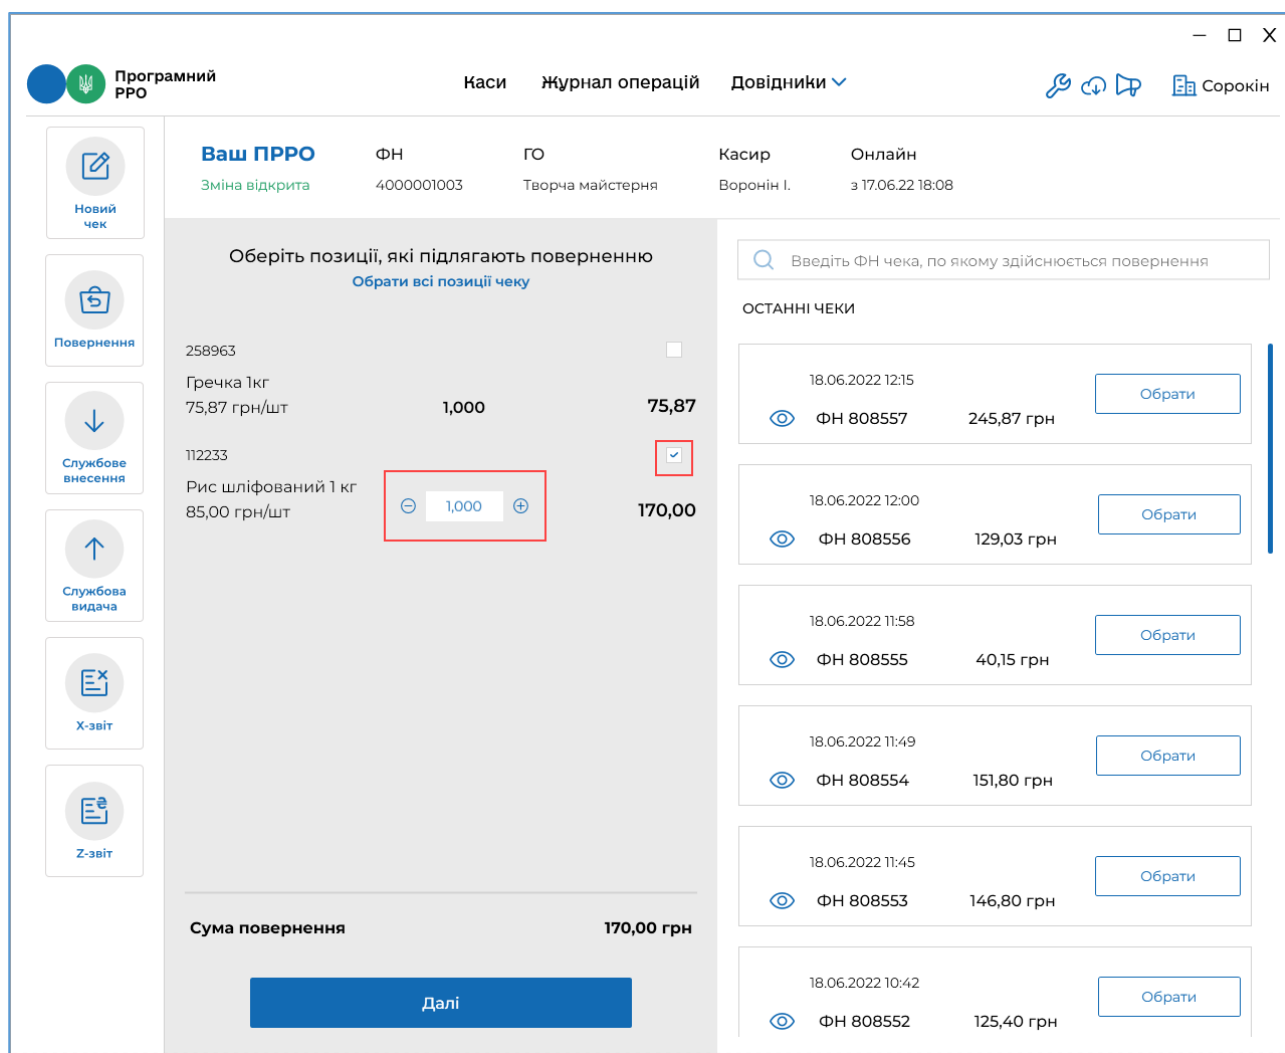 Програмний
РРО
Каси Журнал операцій Довідники
Сорокін
Новий
чек
Повернення
Службове
внесення
Службова
видача
Х-звіт
Z-звіт
Ваш ПРРО ФН ГО Касир Онлайн
Зміна відкрита 4000001003 Творча майстерня Воронін І. з 17.06.22 18:08
Оберіть позиції, які підлягають поверненню
Обрати всі позиції чеку
258963
Гречка 1кг
75,87 грн/шт 1,000 75,87
112233
Рис шліфований 1 кг
85,00 грн/шт 1,000 170,00
Сума повернення 170,00 грн
Далі
Введіть ФН чека, по якому здійснюється повернення
ОСТАННІ ЧЕКИ
18.06.2022 12:15
ФН 808557 245,87 грн
Обрати
18.06.2022 12:00
ФН 808556 129,03 грн
Обрати
18.06.2022 11:58
ФН 808555 40,15 грн
Обрати
18.06.2022 11:49
ФН 808554 151,80 грн
Обрати
18.06.2022 11:45
ФН 808553 146,80 грн
Обрати
18.06.2022 10:42
ФН 808552 125,40 грн
Обрати